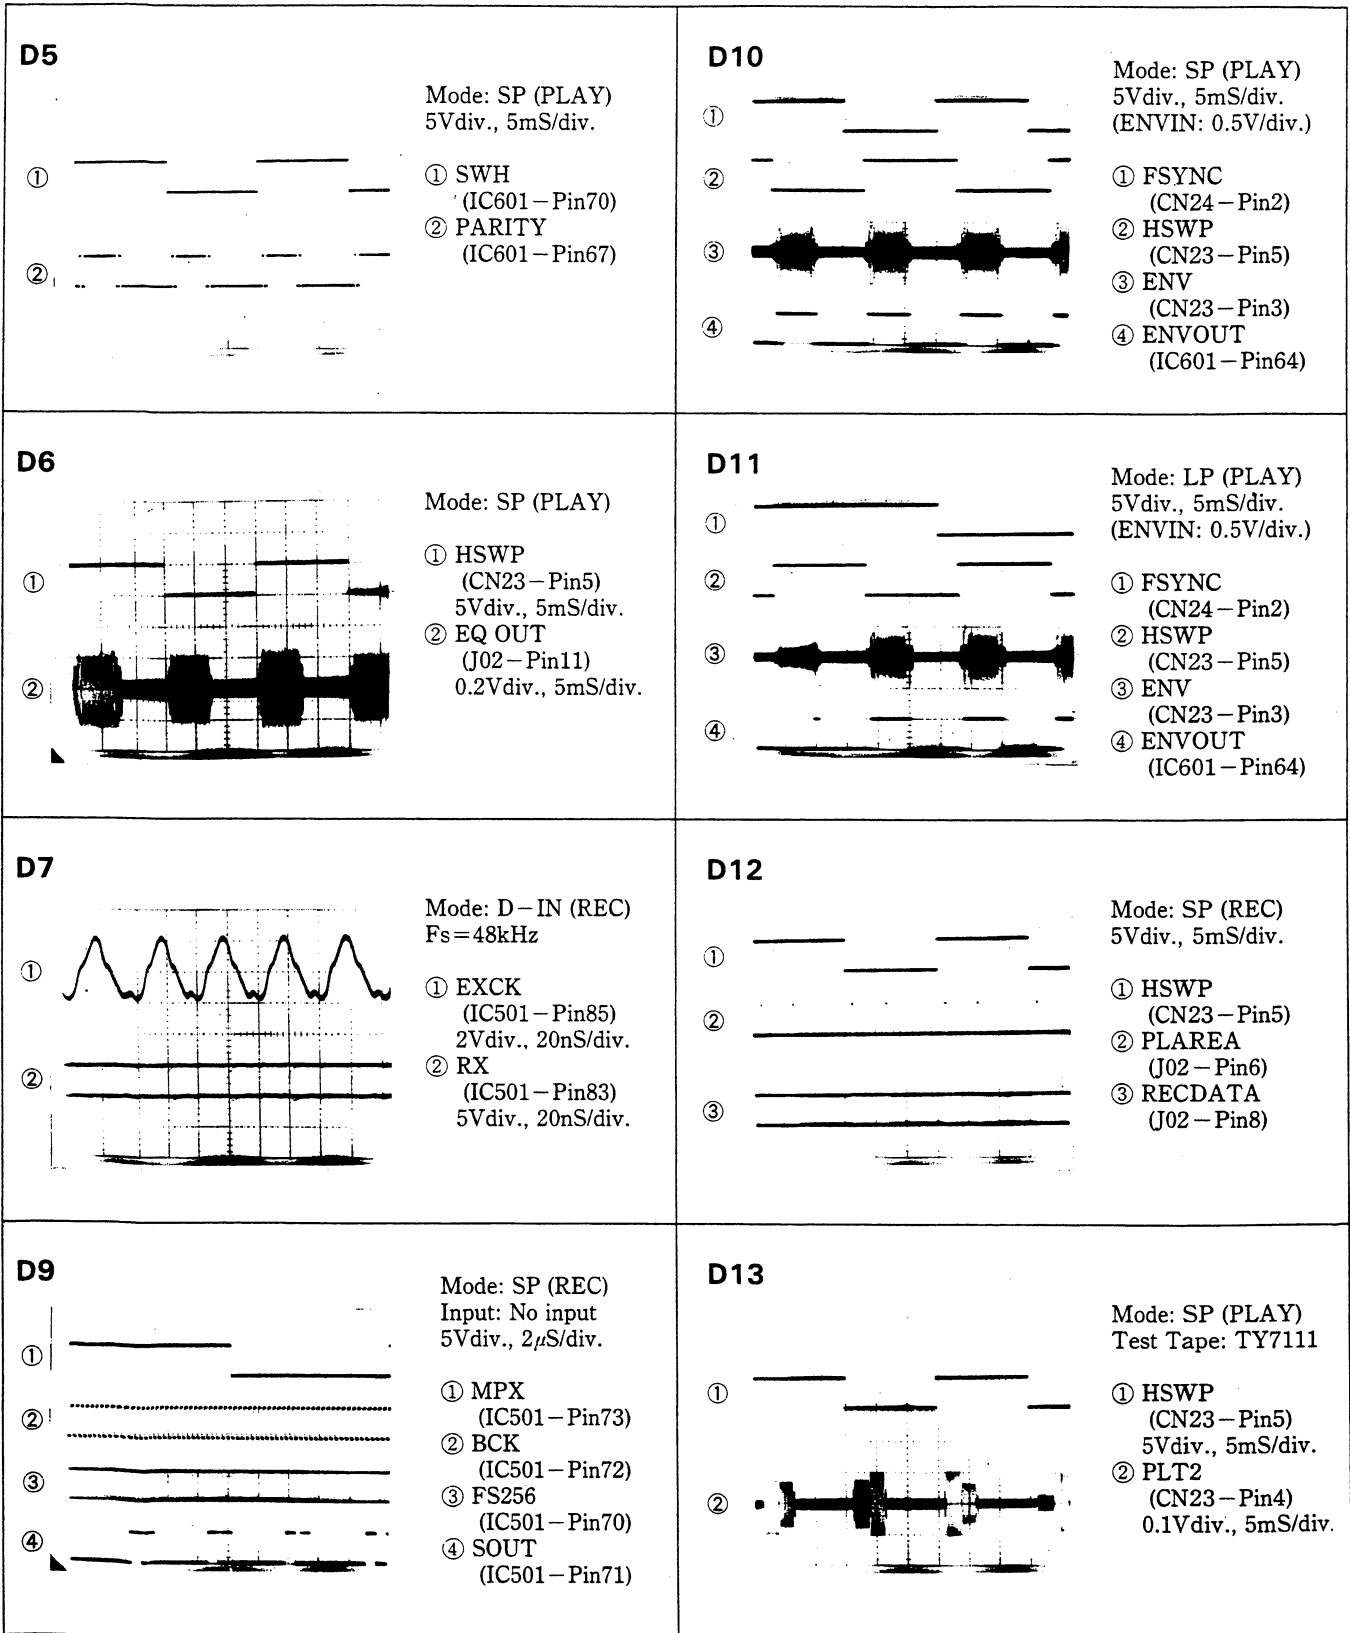 D5
Mode: SP (PLAY)
5Vdiv., 5mS/div.
①
① SWH
(IC601－Pin70)
② PARITY
(IC601－Pin67)
②
D6
Mode: SP (PLAY)
① HSWP
(CN23－Pin5)
5Vdiv., 5mS/div.
② EQ OUT
(J02－Pin11)
0.2Vdiv., 5mS/div.
①
②
D7
Mode: D－IN (REC)
Fs=48kHz
①
① EXCK
(IC501－Pin85)
2Vdiv., 20nS/div.
② RX
(IC501－Pin83)
5Vdiv., 20nS/div.
②
D9
Mode: SP (REC)
Input: No input
5Vdiv., 2μS/div.
①
②
③
④
① MPX
(IC501－Pin73)
② BCK
(IC501－Pin72)
③ FS256
(IC501－Pin70)
④ SOUT
(IC501－Pin71)
D10
Mode: SP (PLAY)
5Vdiv., 5mS/div.
(ENVIN: 0.5V/div.)
①
②
③
④
① FSYNC
(CN24－Pin2)
② HSWP
(CN23－Pin5)
③ ENV
(CN23－Pin3)
④ ENVOUT
(IC601－Pin64)
D11
Mode: LP (PLAY)
5Vdiv., 5mS/div.
(ENVIN: 0.5V/div.)
①
②
③
④
① FSYNC
(CN24－Pin2)
② HSWP
(CN23－Pin5)
③ ENV
(CN23－Pin3)
④ ENVOUT
(IC601－Pin64)
D12
Mode: SP (REC)
5Vdiv., 5mS/div.
①
②
③
① HSWP
(CN23－Pin5)
② PLAREA
(J02－Pin6)
③ RECDATA
(J02－Pin8)
D13
Mode: SP (PLAY)
Test Tape: TY7111
①
②
① HSWP
(CN23－Pin5)
5Vdiv., 5mS/div.
② PLT2
(CN23－Pin4)
0.1Vdiv., 5mS/div.